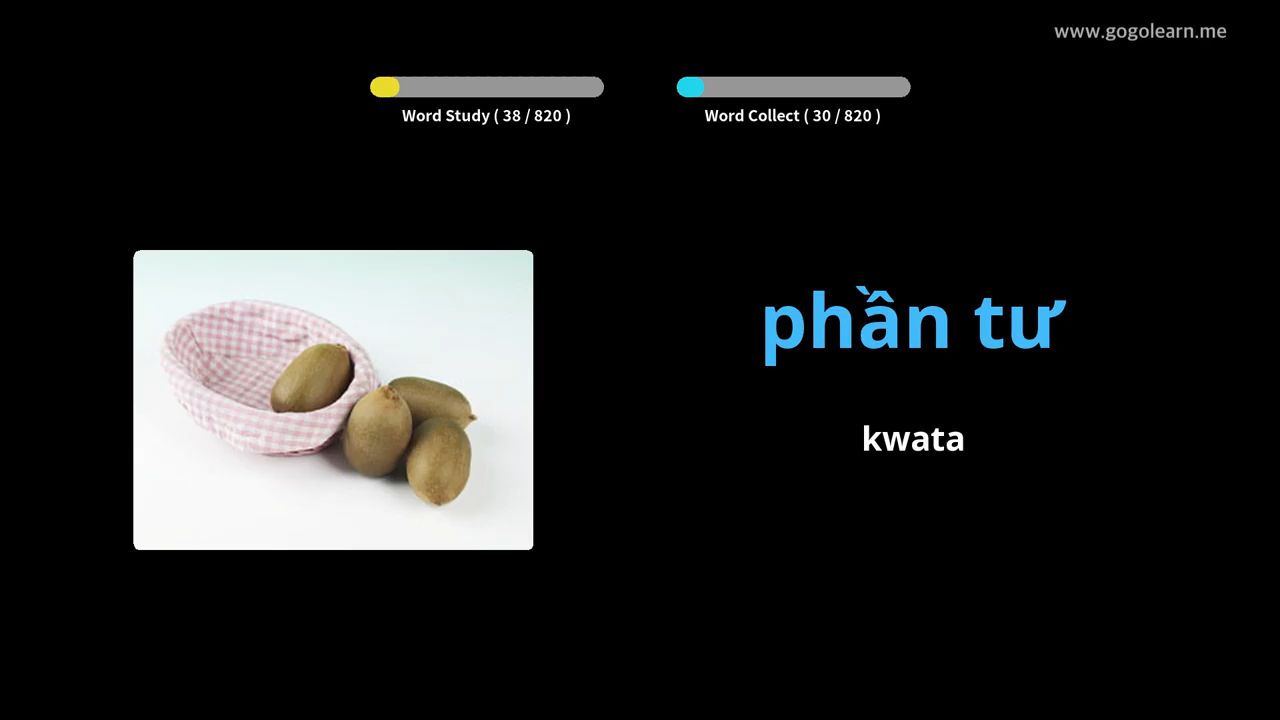 www.gogolearn.me
Word Study ( 38 / 820 )
Word Collect ( 30 / 820 )
phần tư
kwata